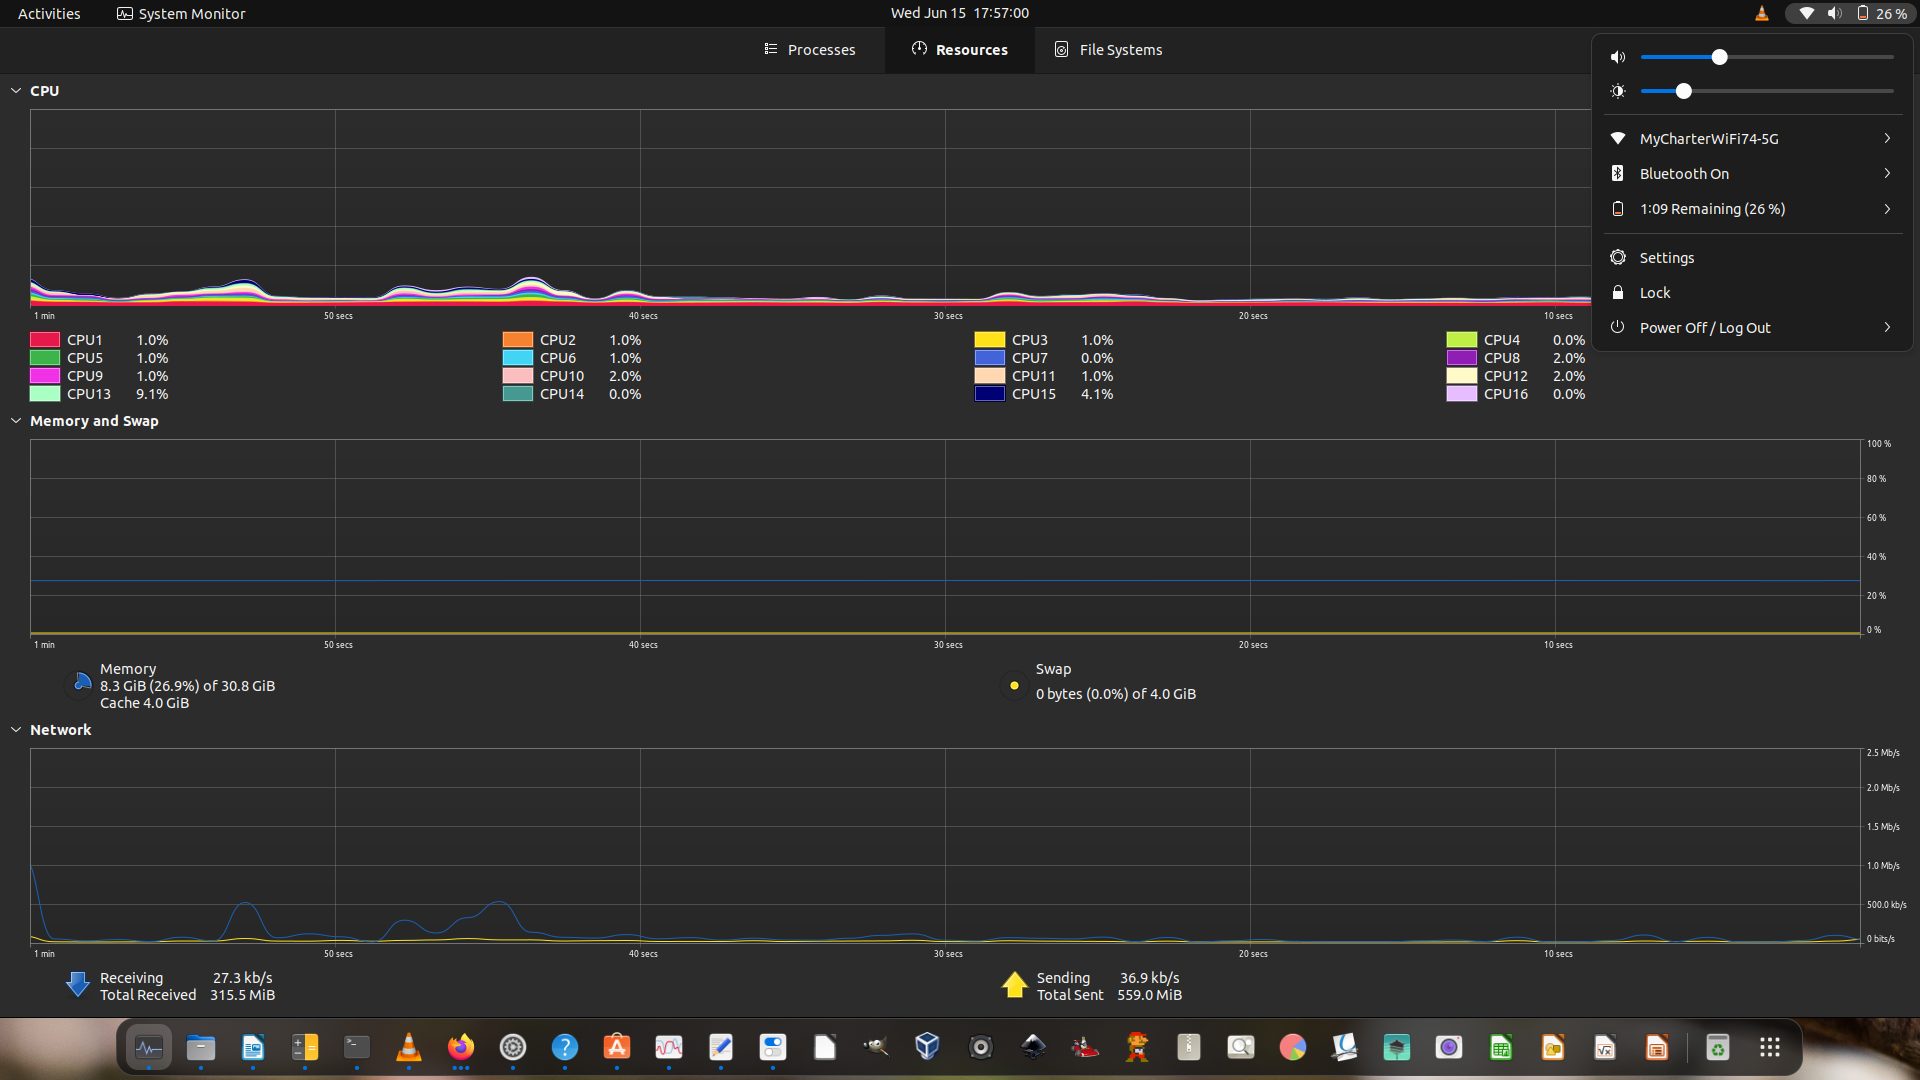 Activities
System Monitor
Wed Jun 15 17:57:00
26 %
Processes
Resources
File Systems
MyCharterWiFi74-5G
Bluetooth On
1:09 Remaining (26 %)
Settings
Lock
Power Off / Log Out
CPU
1 min 50 secs 40 secs 30 secs 20 secs 10 secs
CPU1 1.0% CPU2 1.0% CPU3 1.0% CPU4 0.0%
CPU5 1.0% CPU6 1.0% CPU7 0.0% CPU8 2.0%
CPU9 1.0% CPU10 2.0% CPU11 1.0% CPU12 2.0%
CPU13 9.1% CPU14 0.0% CPU15 4.1% CPU16 0.0%
Memory and Swap
100 %
80 %
60 %
40 %
20 %
0 %
1 min 50 secs 40 secs 30 secs 20 secs 10 secs
Memory
8.3 GiB (26.9%) of 30.8 GiB
Cache 4.0 GiB
Swap
0 bytes (0.0%) of 4.0 GiB
Network
2.5 Mb/s
2.0 Mb/s
1.5 Mb/s
1.0 Mb/s
500.0 kb/s
0 bits/s
1 min 50 secs 40 secs 30 secs 20 secs 10 secs
Receiving 27.3 kb/s
Total Received 315.5 MiB
Sending 36.9 kb/s
Total Sent 559.0 MiB